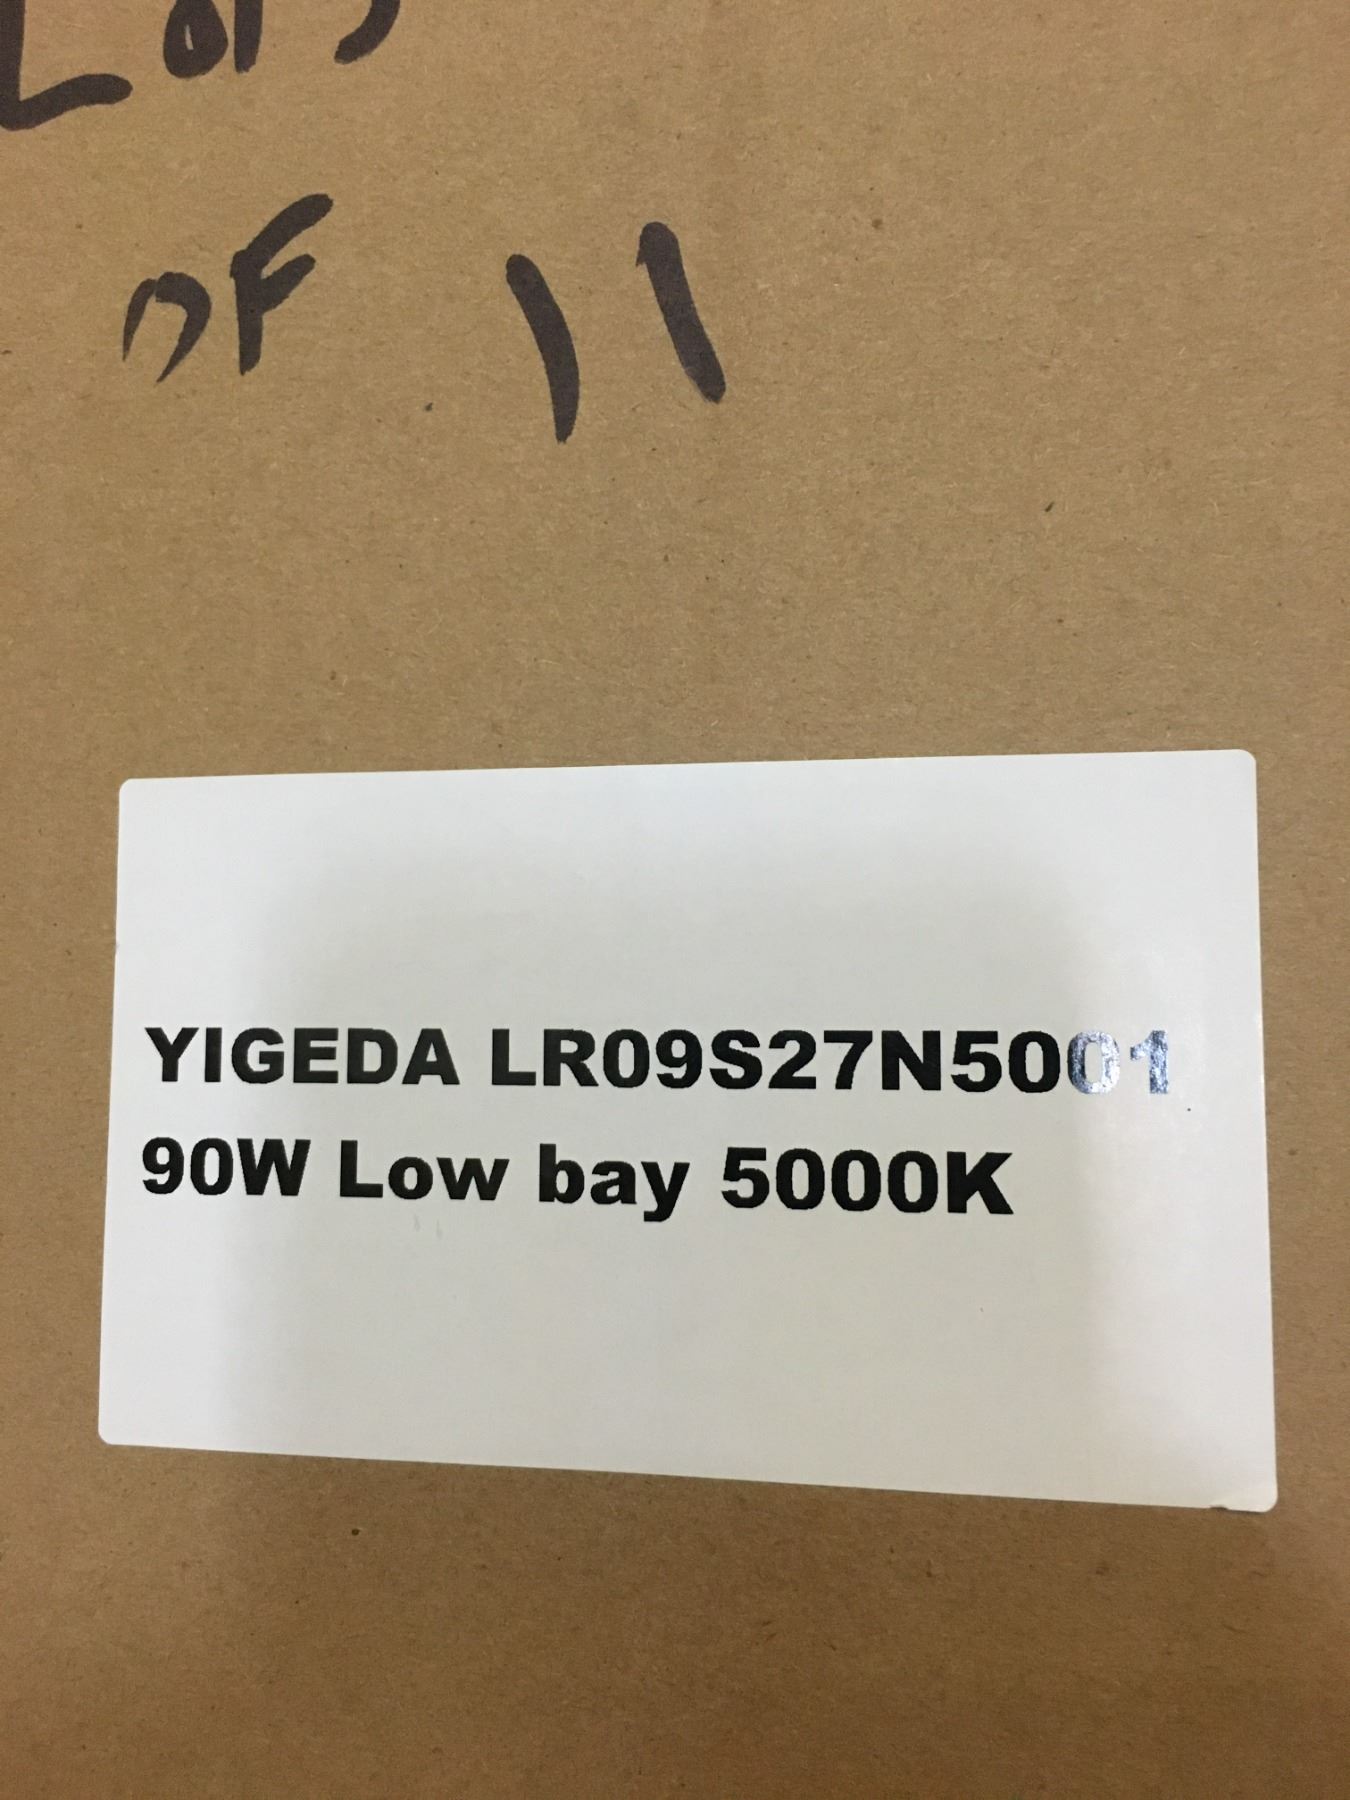 OF 11
YIGEDA LR09S27N5001
90W Low bay 5000K